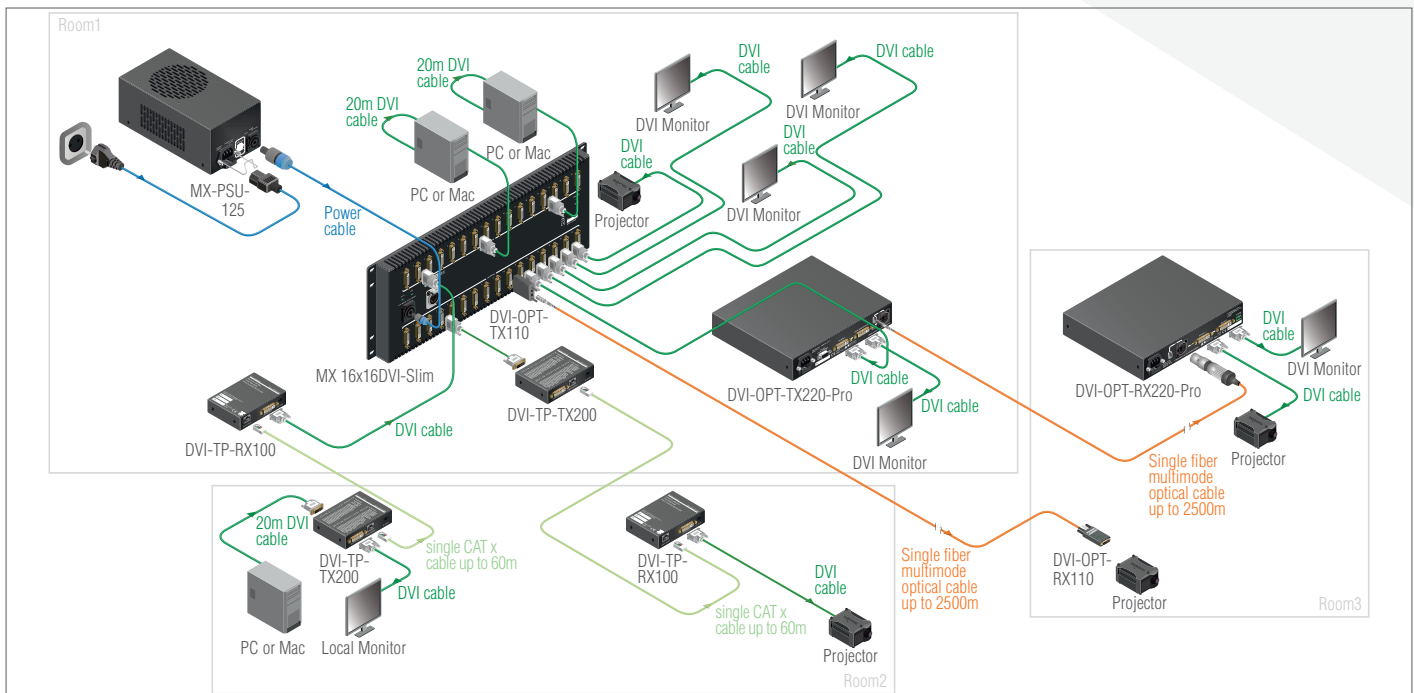 Room1
MX-PSU-
125
Power
cable
20m DVI
cable
PC or Mac
20m DVI
cable
PC or Mac
DVI
cable
DVI Monitor
DVI cable
DVI Monitor
DVI
cable
Projector
DVI
cable
DVI Monitor
MX 16x16DVI-Slim
DVI-OPT-
TX110
DVI-TP-TX200
DVI-TP-RX100
DVI cable
DVI-OPT-TX220-Pro
DVI cable
DVI cable
DVI Monitor
DVI-OPT-RX220-Pro
DVI
cable
DVI Monitor
DVI cable
Projector
Single fiber
multimode
optical cable
up to 2500m
Single fiber
multimode
optical cable
up to 2500m
DVI-OPT-
RX110
Projector
Room3
20m DVI
cable
DVI-TP-
TX200
single CAT x
cable up to 60m
DVI cable
PC or Mac
Local Monitor
DVI-TP-
RX100
single CAT x
cable up to 60m
DVI
cable
Projector
Room2